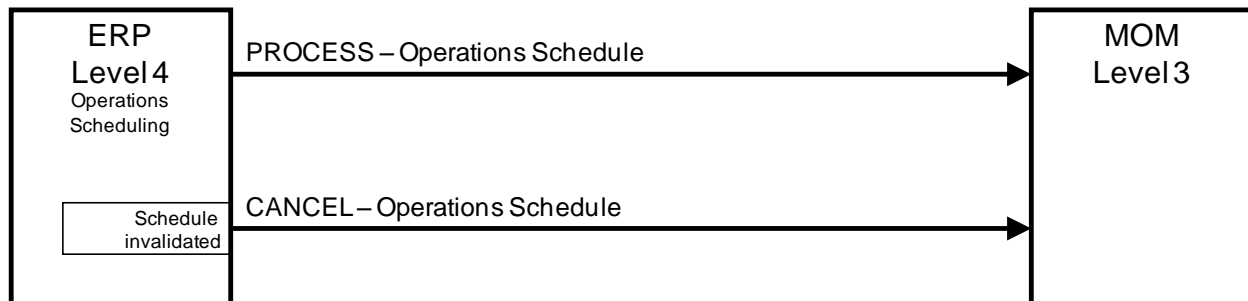 ERP
Level 4
Operations
Scheduling
PROCESS – Operations Schedule
MOM
Level 3
Schedule
invalidated
CANCEL – Operations Schedule